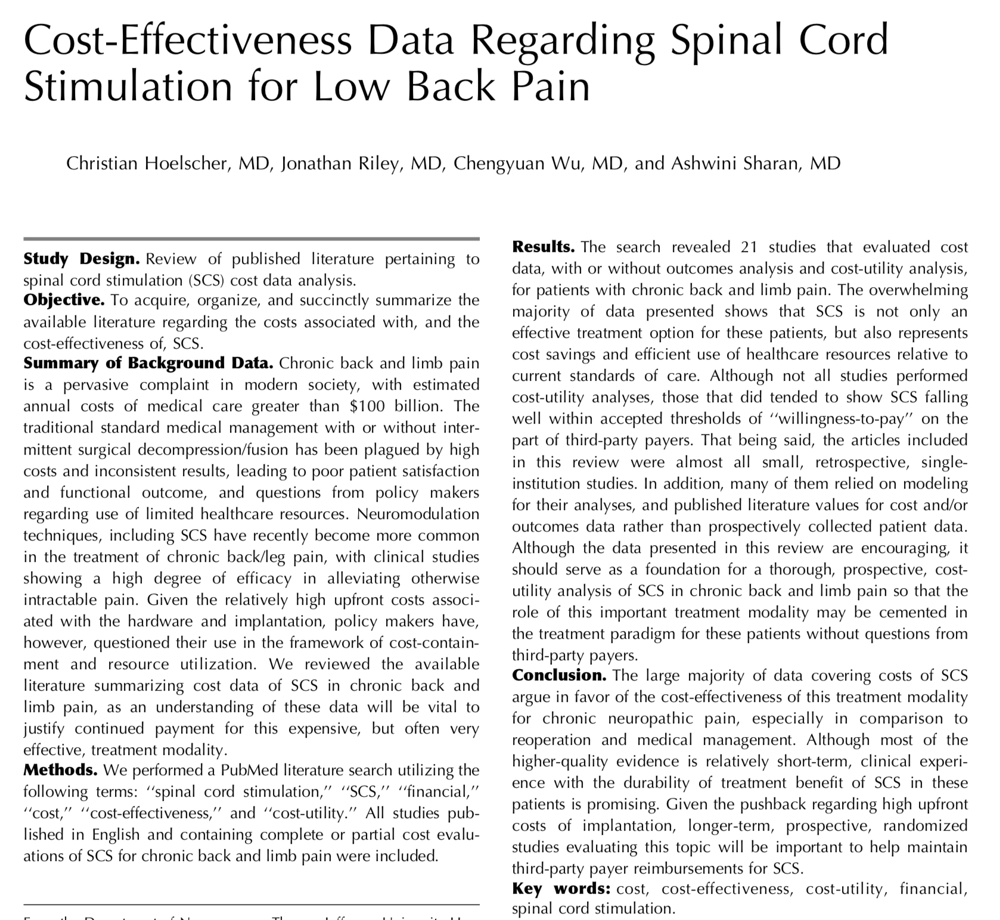 Cost-Effectiveness Data Regarding Spinal Cord
Stimulation for Low Back Pain
Christian Hoelscher, MD, Jonathan Riley, MD, Chengyuan Wu, MD, and Ashwini Sharan, MD
Study Design. Review of published literature pertaining to
spinal cord stimulation (SCS) cost data analysis.
Objective. To acquire, organize, and succinctly summarize the
available literature regarding the costs associated with, and the
cost-effectiveness of, SCS.
Summary of Background Data. Chronic back and limb pain
is a pervasive complaint in modern society, with estimated
annual costs of medical care greater than $100 billion. The
traditional standard medical management with or without inter-
mittent surgical decompression/fusion has been plagued by high
costs and inconsistent results, leading to poor patient satisfaction
and functional outcome, and questions from policy makers
regarding use of limited healthcare resources. Neuromodulation
techniques, including SCS have recently become more common
in the treatment of chronic back/leg pain, with clinical studies
showing a high degree of efficacy in alleviating otherwise
intractable pain. Given the relatively high upfront costs associ-
ated with the hardware and implantation, policy makers have,
however, questioned their use in the framework of cost-contain-
ment and resource utilization. We reviewed the available
literature summarizing cost data of SCS in chronic back and
limb pain, as an understanding of these data will be vital to
justify continued payment for this expensive, but often very
effective, treatment modality.
Methods. We performed a PubMed literature search utilizing the
following terms: ‘‘spinal cord stimulation,’’ ‘‘SCS,’’ ‘‘financial,’’
‘‘cost,’’ ‘‘cost-effectiveness,’’ and ‘‘cost-utility.’’ All studies pub-
lished in English and containing complete or partial cost evalu-
ations of SCS for chronic back and limb pain were included.
Results. The search revealed 21 studies that evaluated cost
data, with or without outcomes analysis and cost-utility analysis,
for patients with chronic back and limb pain. The overwhelming
majority of data presented shows that SCS is not only an
effective treatment option for these patients, but also represents
cost savings and efficient use of healthcare resources relative to
current standards of care. Although not all studies performed
cost-utility analyses, those that did tended to show SCS falling
well within accepted thresholds of ‘‘willingness-to-pay’’ on the
part of third-party payers. That being said, the articles included
in this review were almost all small, retrospective, single-
institution studies. In addition, many of them relied on modeling
for their analyses, and published literature values for cost and/or
outcomes data rather than prospectively collected patient data.
Although the data presented in this review are encouraging, it
should serve as a foundation for a thorough, prospective, cost-
utility analysis of SCS in chronic back and limb pain so that the
role of this important treatment modality may be cemented in
the treatment paradigm for these patients without questions from
third-party payers.
Conclusion. The large majority of data covering costs of SCS
argue in favor of the cost-effectiveness of this treatment modality
for chronic neuropathic pain, especially in comparison to
reoperation and medical management. Although most of the
higher-quality evidence is relatively short-term, clinical experi-
ence with the durability of treatment benefit of SCS in these
patients is promising. Given the pushback regarding high upfront
costs of implantation, longer-term, prospective, randomized
studies evaluating this topic will be important to help maintain
third-party payer reimbursements for SCS.
Key words: cost, cost-effectiveness, cost-utility, financial,
spinal cord stimulation.